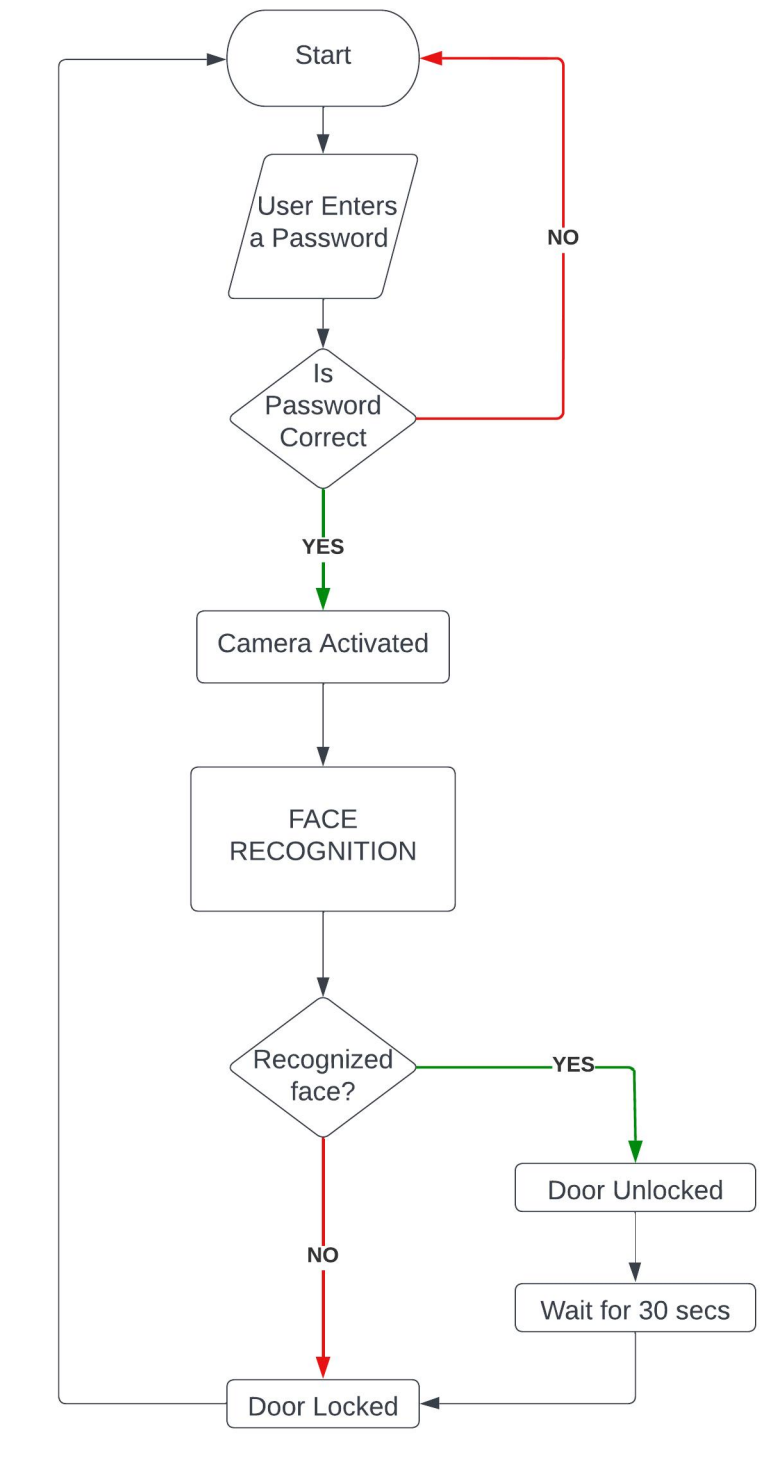 Start
User Enters
a Password
NO
Is
Password
Correct
YES
Camera Activated
FACE
RECOGNITION
Recognized
face?
YES
Door Unlocked
NO
Wait for 30 secs
Door Locked